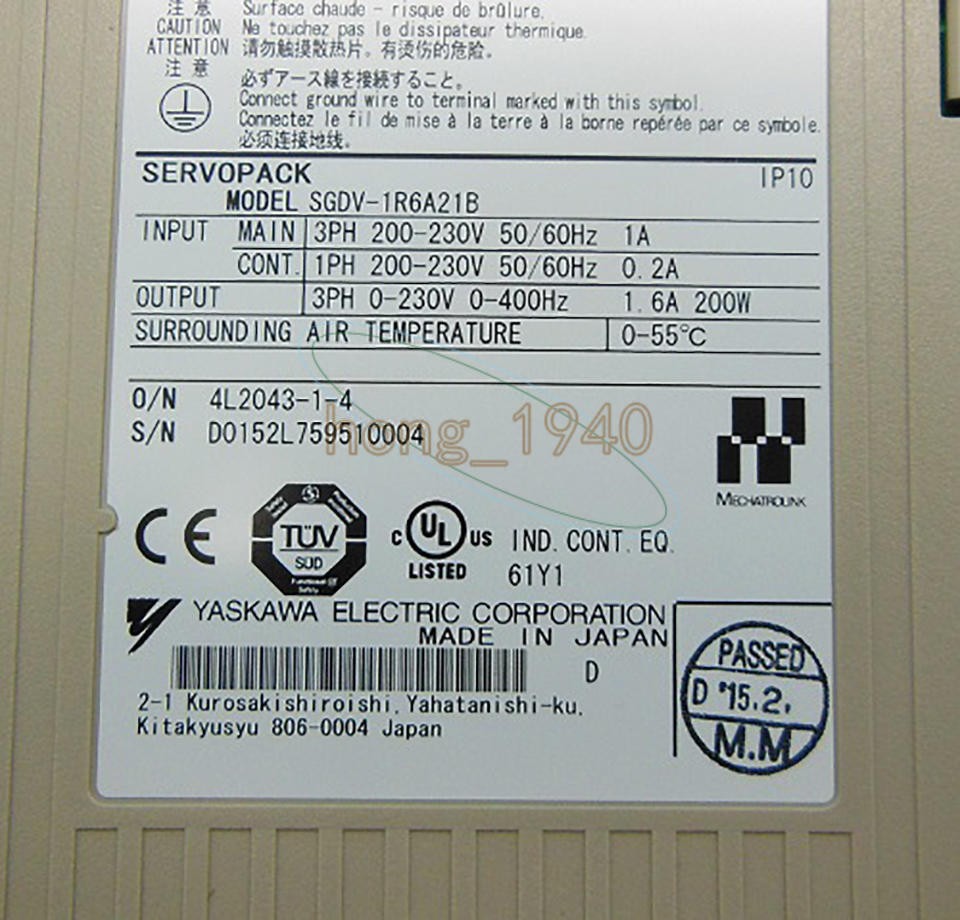 注 意
Surface chaude - risque de brûlure.
CAUTION
Ne touchez pas le dissipateur thermique.
ATTENTION
请勿触摸散热片。有烫伤的危险。
注 意
必ずアース線を接続すること。
Connect ground wire to terminal marked with this symbol.
Connectez le fil de mise à la terre à la borne repérée par ce symbole.
必须连接地线。
SERVOPACK IP10
MODEL SGDV-1R6A21B
INPUT MAIN 3PH 200-230V 50/60Hz 1A
CONT. 1PH 200-230V 50/60Hz 0.2A
OUTPUT 3PH 0-230V 0-400Hz 1.6A 200W
SURROUNDING AIR TEMPERATURE 0-55℃
O/N 4L2043-1-4
S/N D0152L759510004
hong_1940
MECHATROLINK
CE
TÜV
SÜD
Functional
Safety
C UL US
LISTED
IND. CONT. EQ.
61Y1
YASKAWA ELECTRIC CORPORATION
MADE IN JAPAN
D
2-1 Kurosakishiroishi, Yahatanishi-ku,
Kitakyusyu 806-0004 Japan
PASSED
D '15.2.
M.M